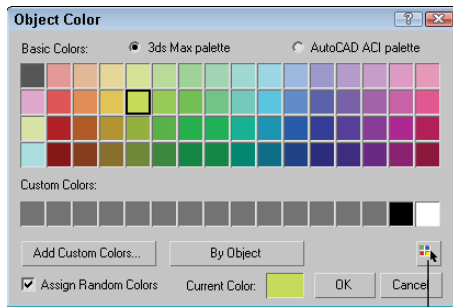 Object Color
Basic Colors: 3ds Max palette AutoCAD ACI palette
Custom Colors:
Add Custom Colors... By Object
Assign Random Colors Current Color: OK Cancel